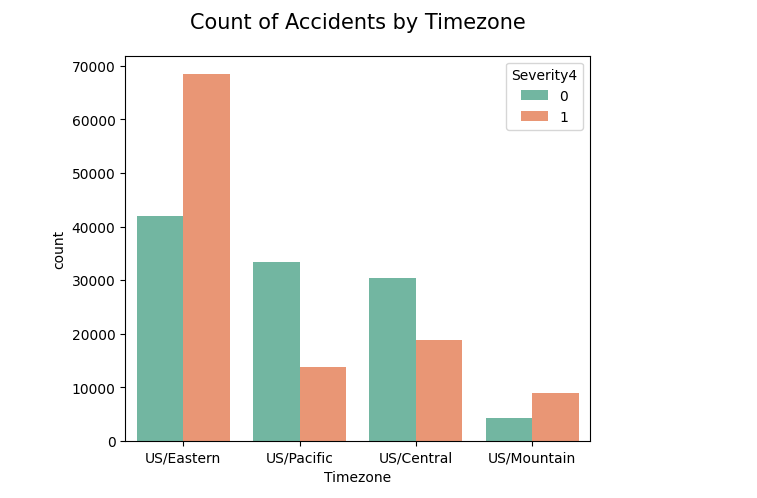 Count of Accidents by Timezone
Severity4
0
1
70000
60000
50000
40000
30000
20000
10000
0
count
US/Eastern
US/Pacific
US/Central
US/Mountain
Timezone